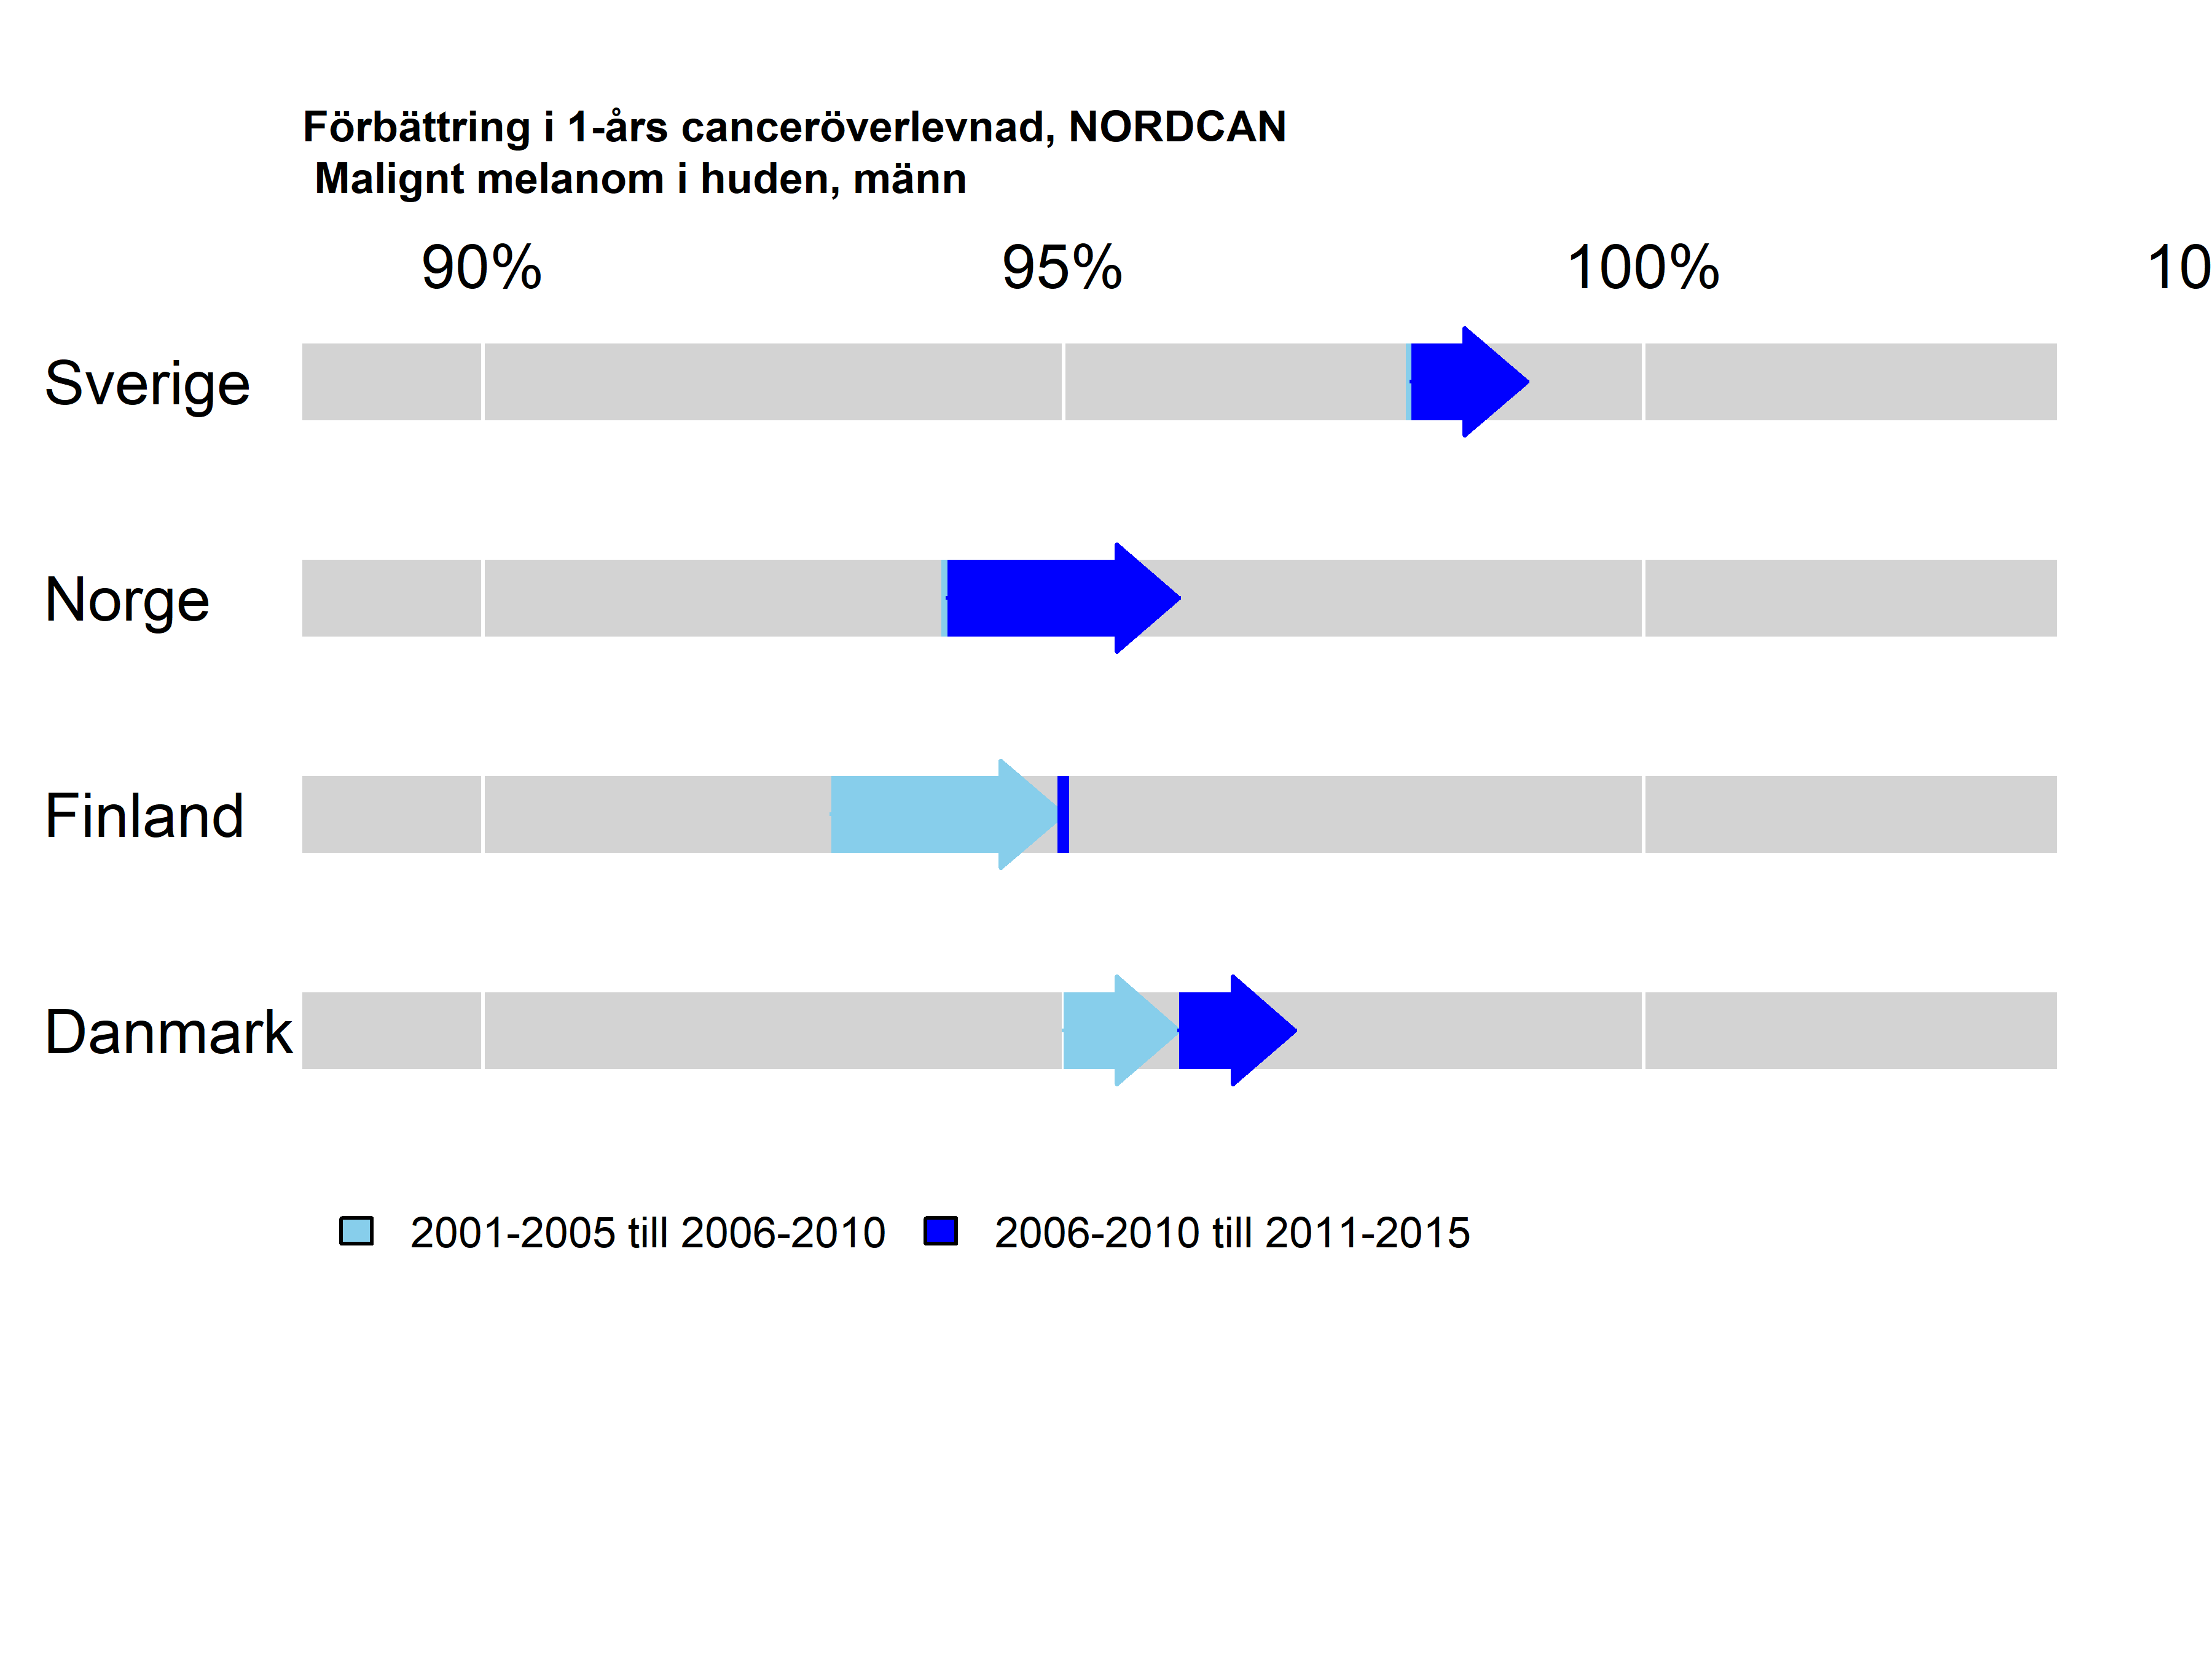 Förbättring i 1-års canceröverlevnad, NORDCAN
Malignt melanom i huden, männ
90% 95% 100% 10
Sverige
Norge
Finland
Danmark
2001-2005 till 2006-2010 2006-2010 till 2011-2015